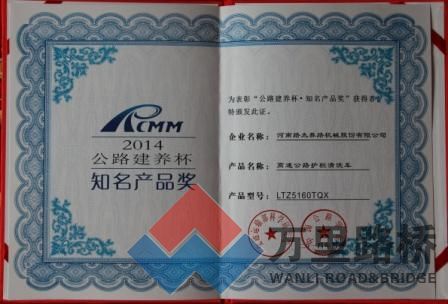 RCMM
2014
公路建养杯
知名产品奖
为表彰“公路建养杯·知名产品奖”获得者
特颁发此证。
企业名称：河南路太养路机械股份有限公司
产品名称：高速公路护栏清洗车
产品型号：LTZ5160TQX
万里路桥
WANLI ROAD&BRIDGE